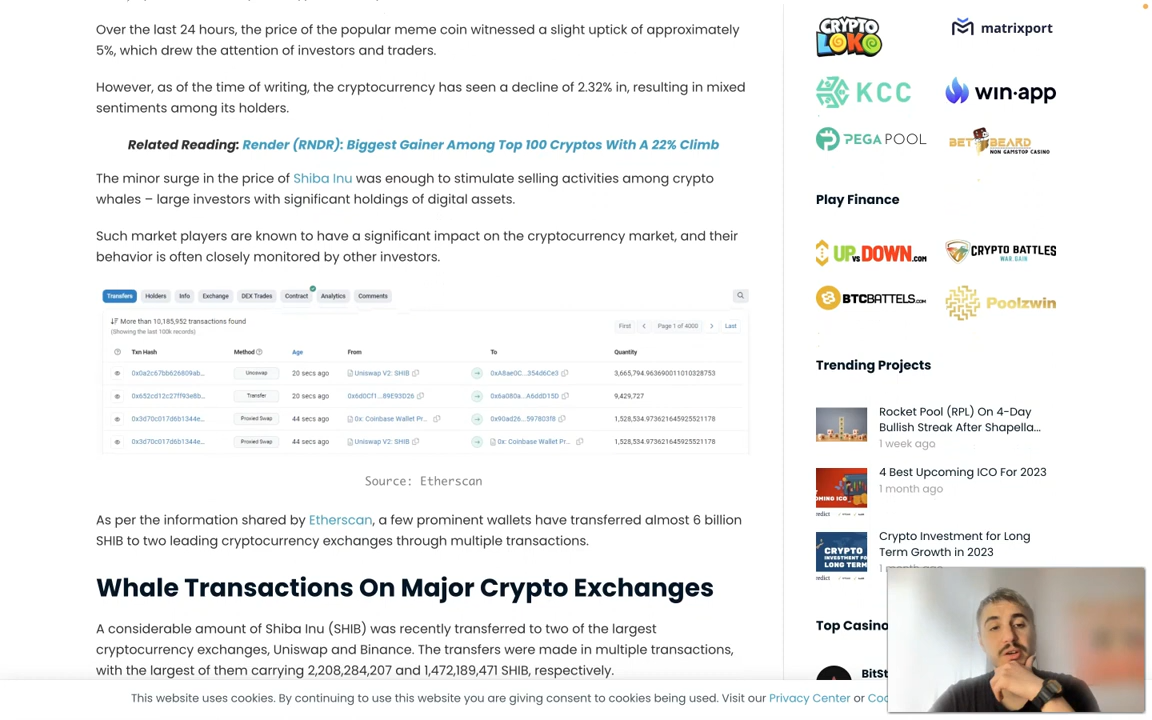 Over the last 24 hours, the price of the popular meme coin witnessed a slight uptick of approximately
5%, which drew the attention of investors and traders.
However, as of the time of writing, the cryptocurrency has seen a decline of 2.32% in, resulting in mixed
sentiments among its holders.
Related Reading: Render (RNDR): Biggest Gainer Among Top 100 Cryptos With A 22% Climb
The minor surge in the price of Shiba Inu was enough to stimulate selling activities among crypto
whales – large investors with significant holdings of digital assets.
Such market players are known to have a significant impact on the cryptocurrency market, and their
behavior is often closely monitored by other investors.
Transfers Holders Info Exchange DEX Trades Contract Analytics Comments
More than 10,185,952 transactions found
(Showing the last 100k records)
First Page 1 of 4000 Last
Txn Hash Method Age From To Quantity
0x0a2c67bb626809ab... Unoswap 20 secs ago Uniswap V2: SHIB 0xA8ae0C...354d6Ce3 3,665,794.963690011010328753
0x652cd12c27ff93e8b... Transfer 20 secs ago 0x6d0Cf1...89E93D26 0x6a080a...A6ddD15D 9,429,727
0x3d70c017d6b1344e... Proxied Swap 44 secs ago 0x: Coinbase Wallet Pr... 0x90ad26...597803f8 1,528,534.973621645925521178
0x3d70c017d6b1344e... Proxied Swap 44 secs ago Uniswap V2: SHIB 0x: Coinbase Wallet Pr... 1,528,534.973621645925521178
Source: Etherscan
As per the information shared by Etherscan, a few prominent wallets have transferred almost 6 billion
SHIB to two leading cryptocurrency exchanges through multiple transactions.
Whale Transactions On Major Crypto Exchanges
A considerable amount of Shiba Inu (SHIB) was recently transferred to two of the largest
cryptocurrency exchanges, Uniswap and Binance. The transfers were made in multiple transactions,
with the largest of them carrying 2,208,284,207 and 1,472,189,471 SHIB, respectively.
This website uses cookies. By continuing to use this website you are giving consent to cookies being used. Visit our Privacy Center or
CRYPTO
LOKO
matrixport
KCC
win·app
PEGA POOL
BET BEARD
NON GAMSTOP CASINO
Play Finance
UP VS DOWN.COM
CRYPTO BATTLES
WAR. GAIN
BTCBATTELS.COM
Poolzwin
Trending Projects
Rocket Pool (RPL) On 4-Day
Bullish Streak After Shapella...
1 week ago
4 Best Upcoming ICO For 2023
1 month ago
Crypto Investment for Long
Term Growth in 2023
CRYPTO
INVESTMENT FOR
LONG TERM
Top Casino
BitSt